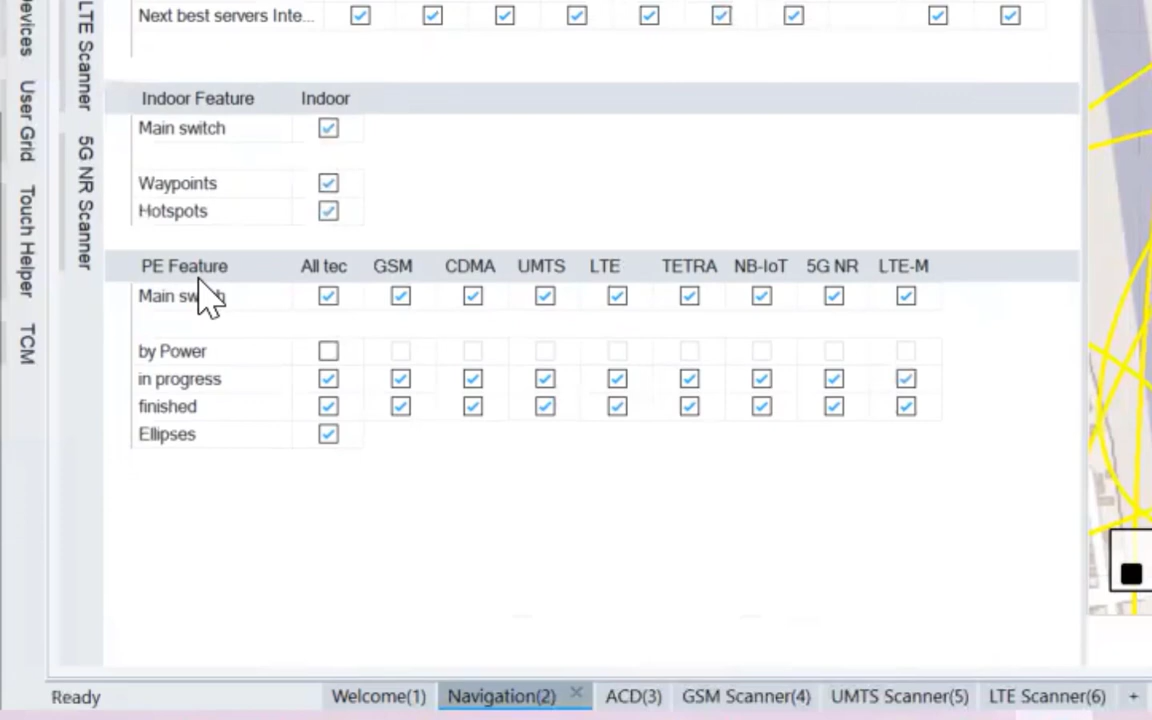 Next best servers Inte...
Indoor Feature Indoor
Main switch
Waypoints
Hotspots
PE Feature All tec GSM CDMA UMTS LTE TETRA NB-IoT 5G NR LTE-M
Main
by Power
in progress
finished
Ellipses
User Grid
Touch Helper
TCM
LTE Scanner
5G NR Scanner
Ready Welcome(1) Navigation(2) ACD(3) GSM Scanner(4) UMTS Scanner(5) LTE Scanner(6) +